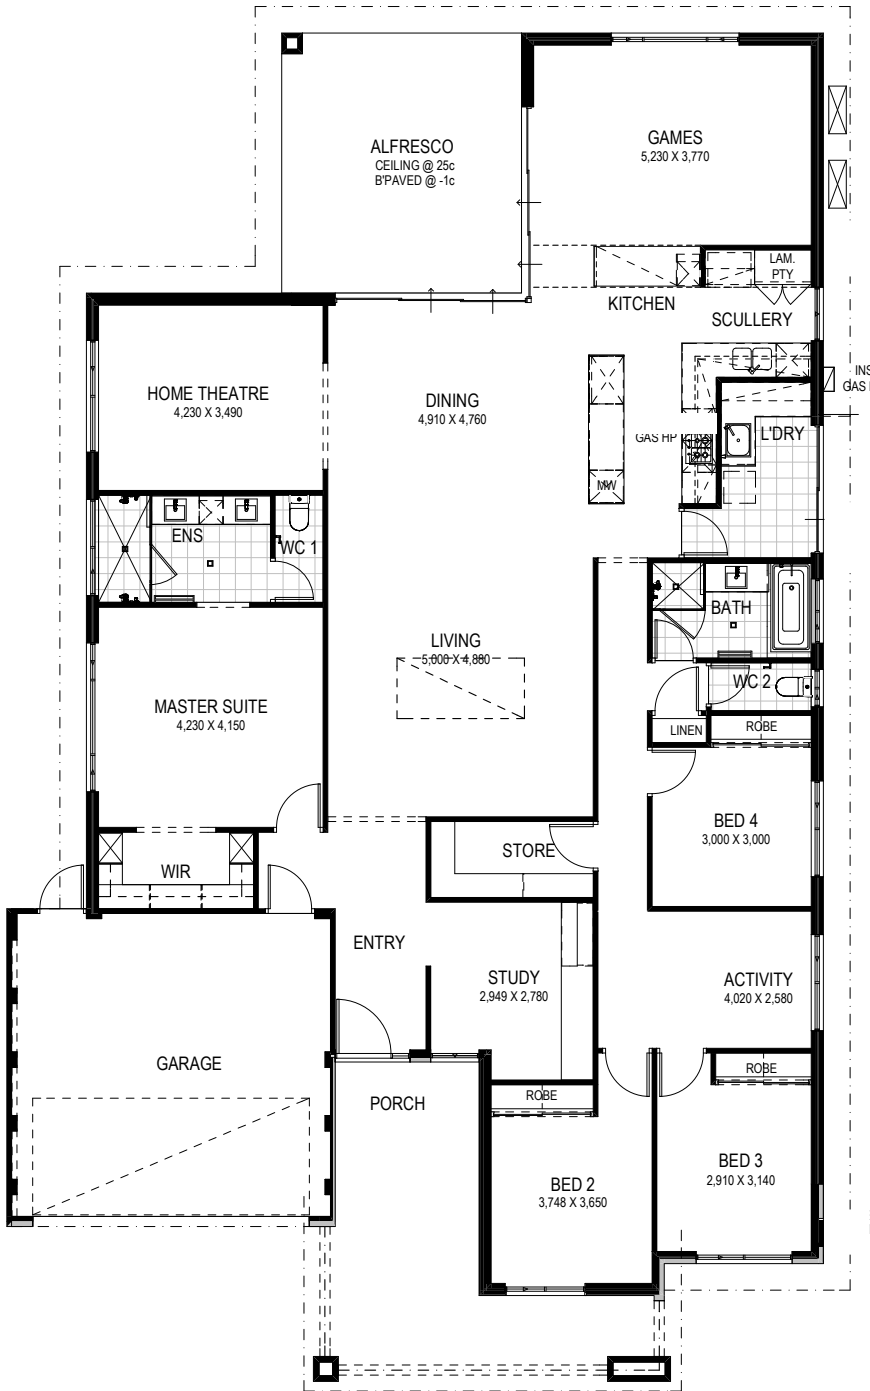 ALFRESCO
CEILING @ 25c
B'PAVED @ -1c
GAMES
5,230 X 3,770
LAM.
PTY
KITCHEN
SCULLERY
HOME THEATRE
4,230 X 3,490
DINING
4,910 X 4,760
INS
GAS
GAS HP
L'DRY
MW
ENS
WC 1
BATH
LIVING
5,000 X 4,880
WC 2
MASTER SUITE
4,230 X 4,150
LINEN
ROBE
BED 4
3,000 X 3,000
STORE
WIR
ENTRY
STUDY
2,949 X 2,780
ACTIVITY
4,020 X 2,580
GARAGE
PORCH
ROBE
ROBE
BED 2
3,748 X 3,650
BED 3
2,910 X 3,140